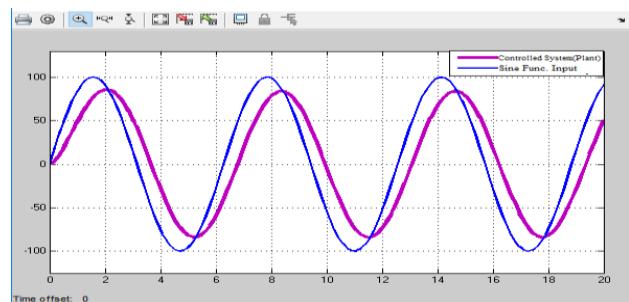 Controlled System(Plant)
Sine Func. Input
100
50
0
-50
-100
0 2 4 6 8 10 12 14 16 18 20
Time offset: 0